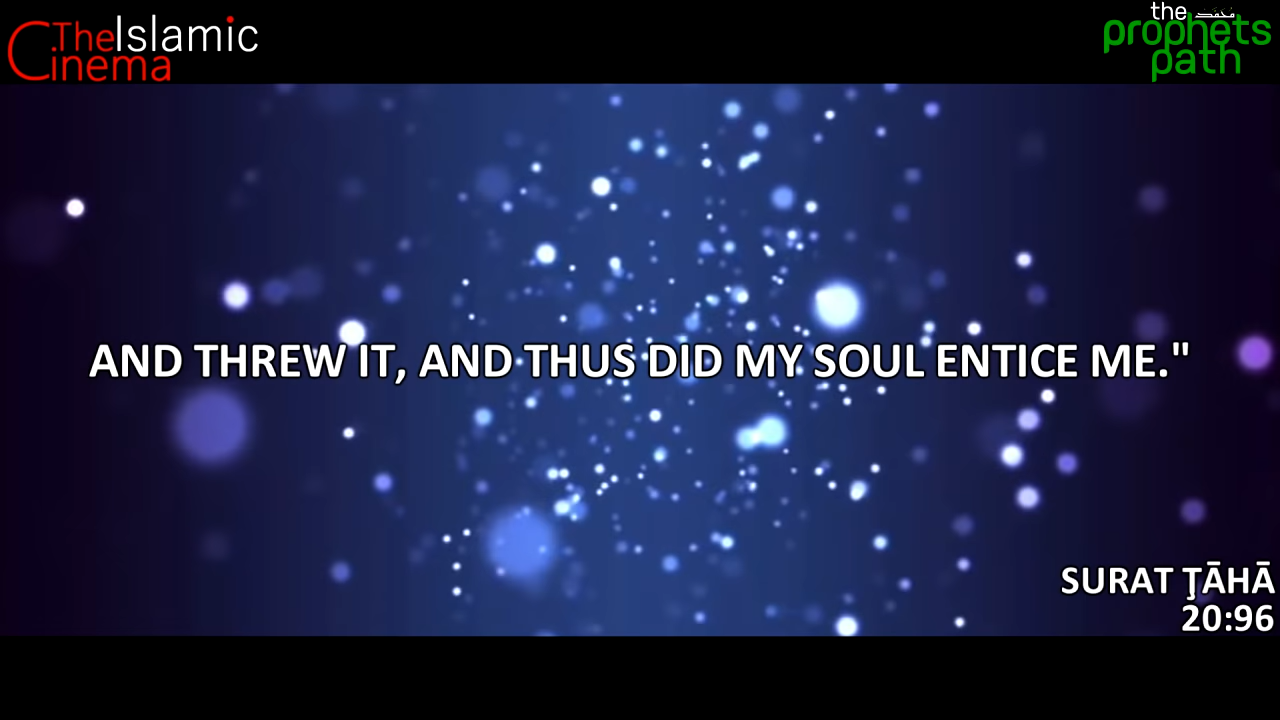 TheIslamic
Cinema
the محمد
prophets
path
AND THREW IT, AND THUS DID MY SOUL ENTICE ME."
SURAT ŢĀHĀ
20:96